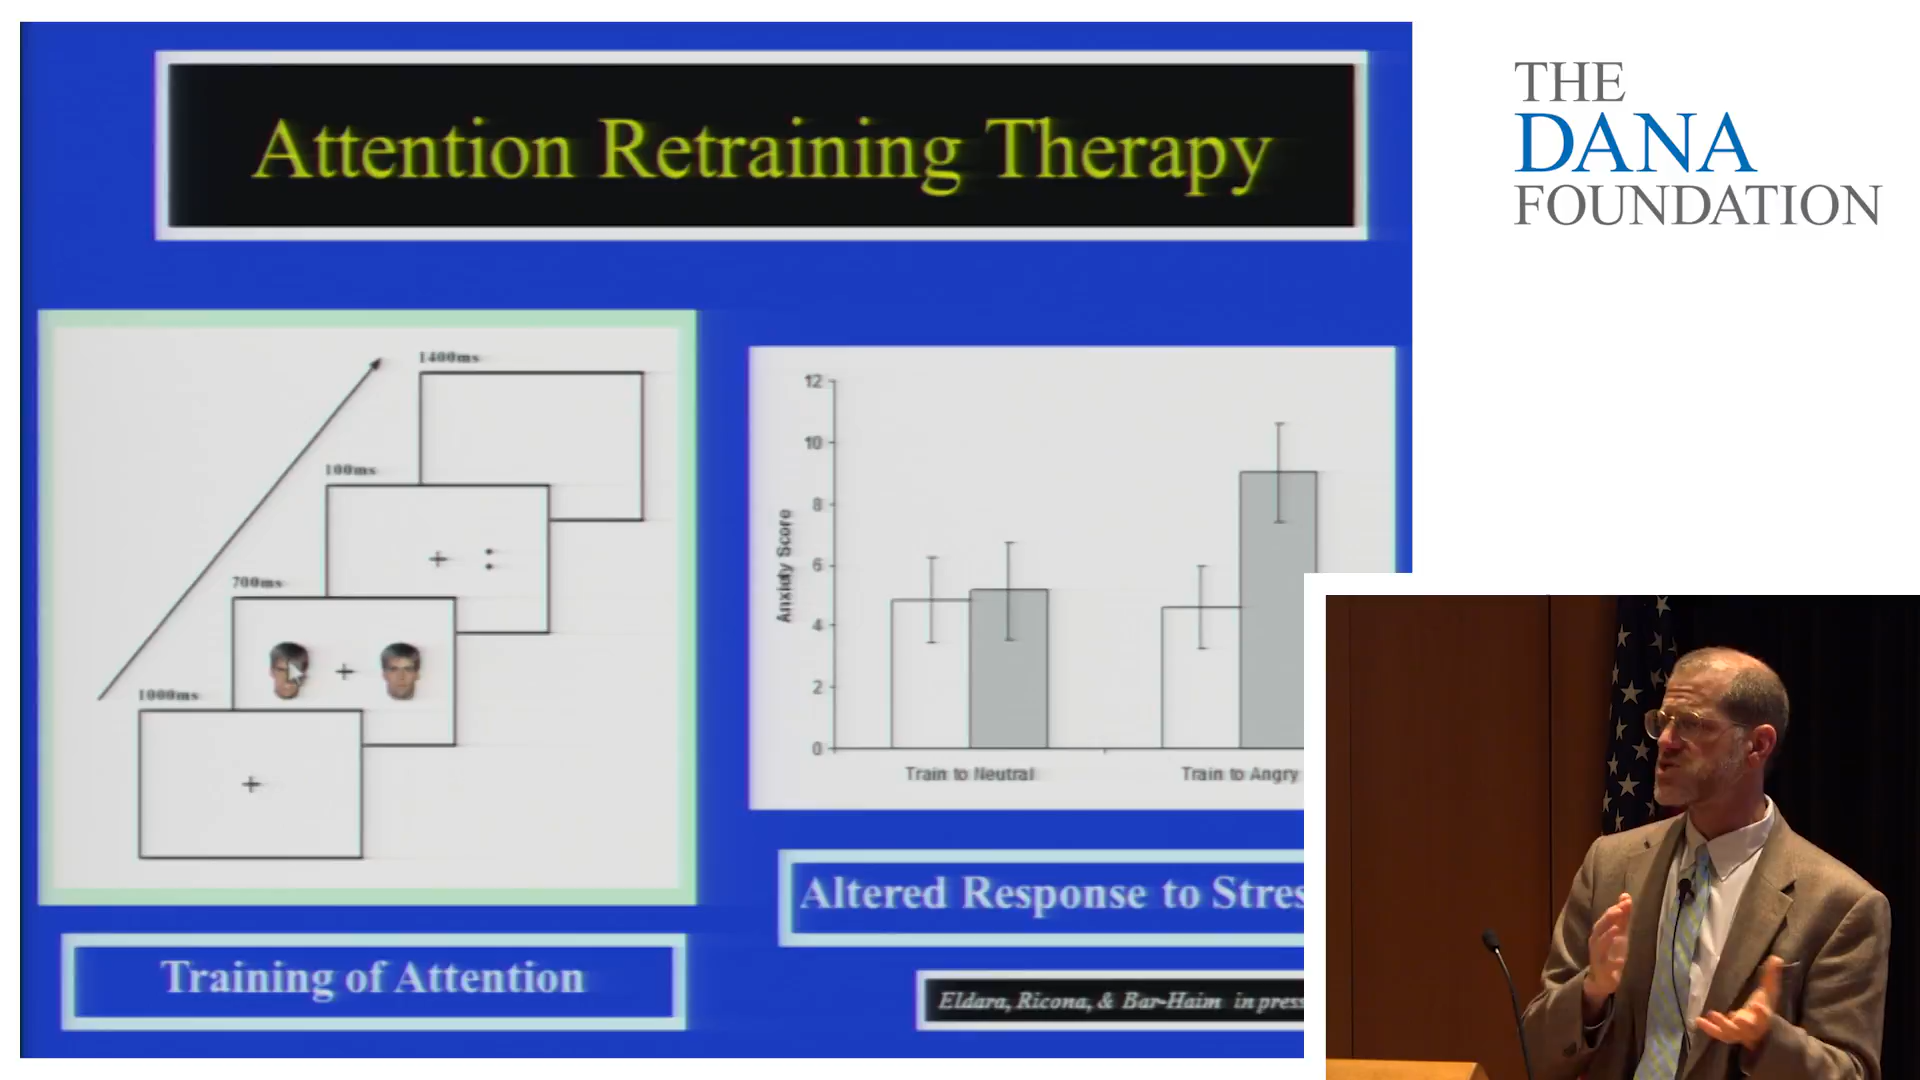 Attention Retraining Therapy
THE
DANA
FOUNDATION
1400ms
100ms
700ms
1000ms
+
:
+
+
Training of Attention
12
10
8
6
4
2
0
Anxiety Score
Train to Neutral
Train to Angry
Altered Response to Stres
Eldara, Ricona, & Bar-Haim in press